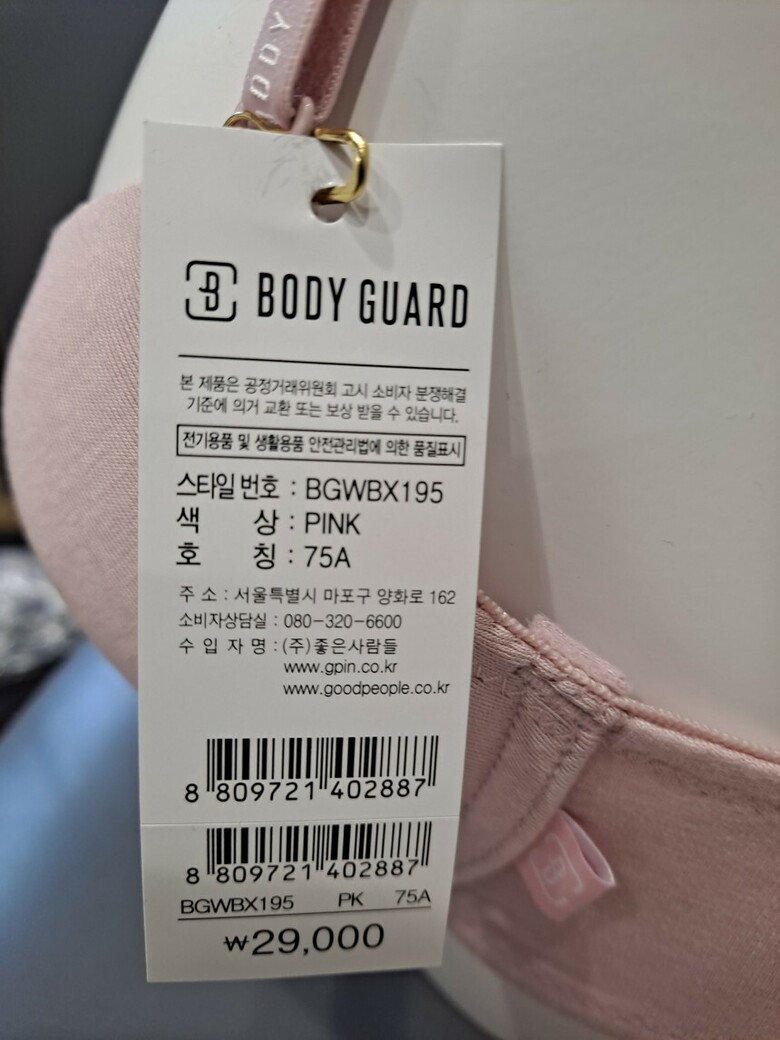 BODY
B BODY GUARD
본 제품은 공정거래위원회 고시 소비자 분쟁해결
기준에 의거 교환 또는 보상 받을 수 있습니다.
전기용품 및 생활용품 안전관리법에 의한 품질표시
스타일 번호 : BGWBX195
색 상 : PINK
호 칭 : 75A
주 소 : 서울특별시 마포구 양화로 162
소비자상담실 : 080-320-6600
수 입 자 명 : (주)좋은사람들
www.gpin.co.kr
www.goodpeople.co.kr
8 809721 402887
8 809721 402887
BGWBX195 PK 75A
₩29,000